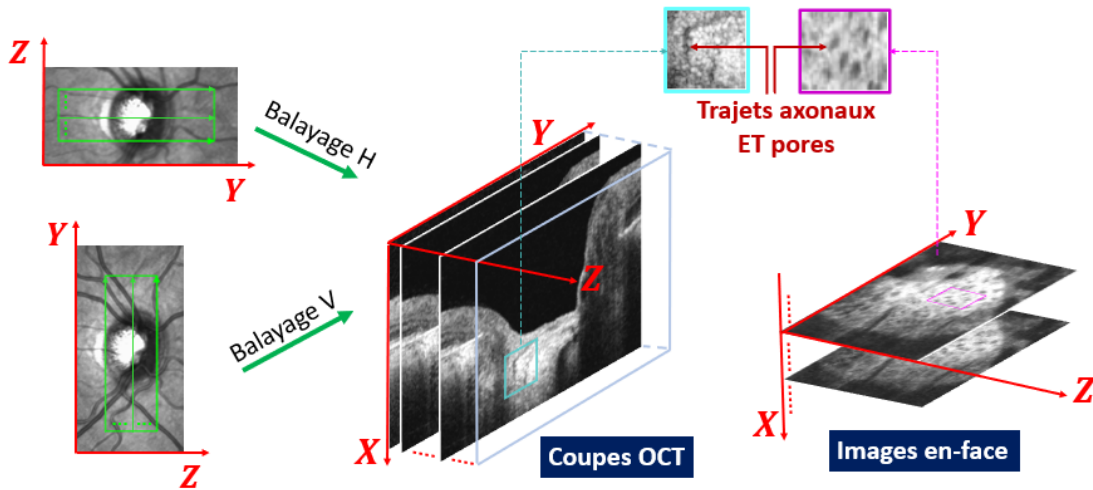 Z
Y
Balayage H
Y
Z
Balayage V
Trajets axonaux
ET pores
Y
Z
X
Coupes OCT
Y
Z
X
Images en-face